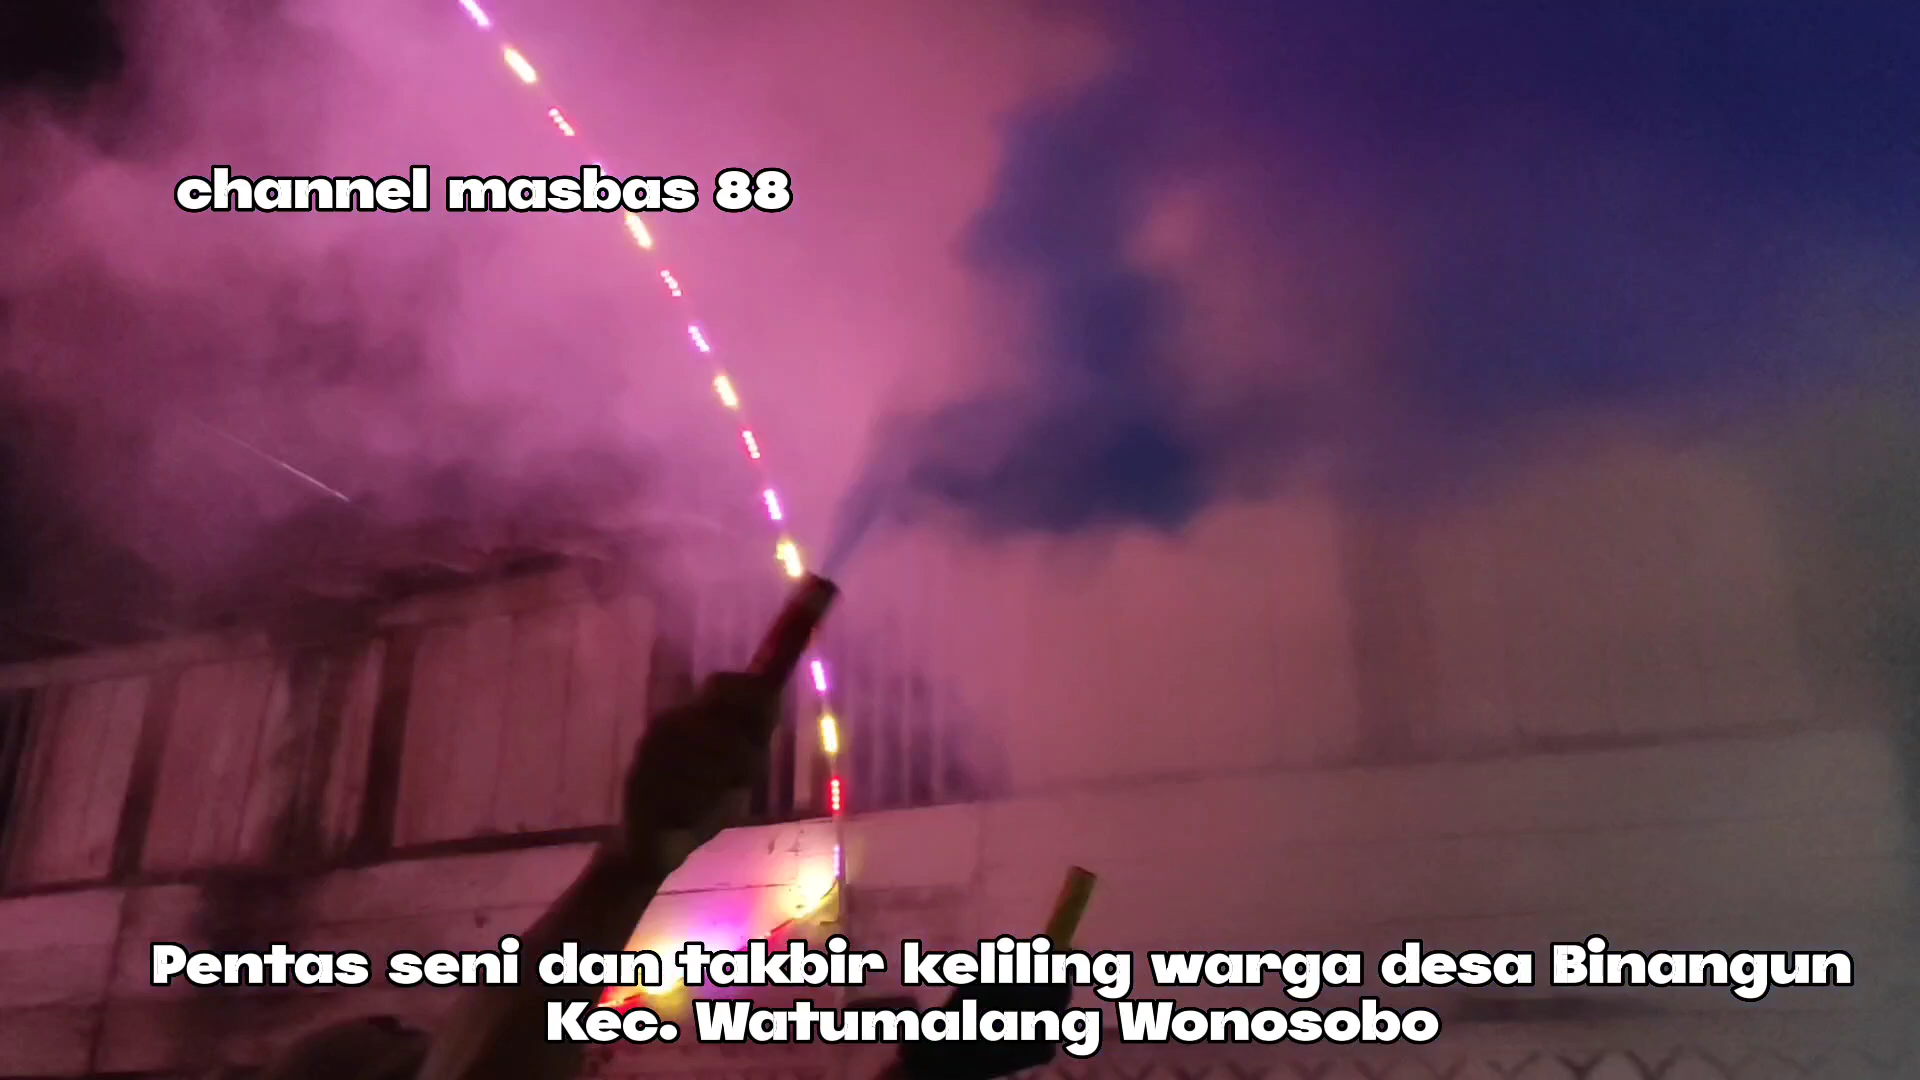 channel masbas 88
Pentas seni dan takbir keliling warga desa Binangun
Kec. Watumalang Wonosobo